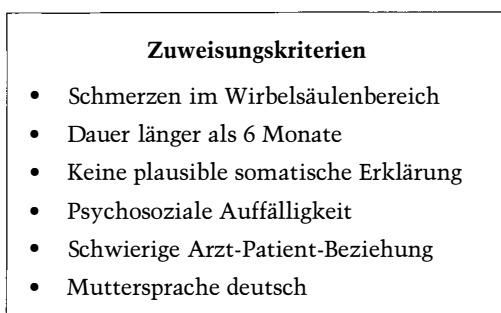 Zuweisungskriterien
• Schmerzen im Wirbelsäulenbereich
• Dauer länger als 6 Monate
• Keine plausible somatische Erklärung
• Psychosoziale Auffälligkeit
• Schwierige Arzt-Patient-Beziehung
• Muttersprache deutsch